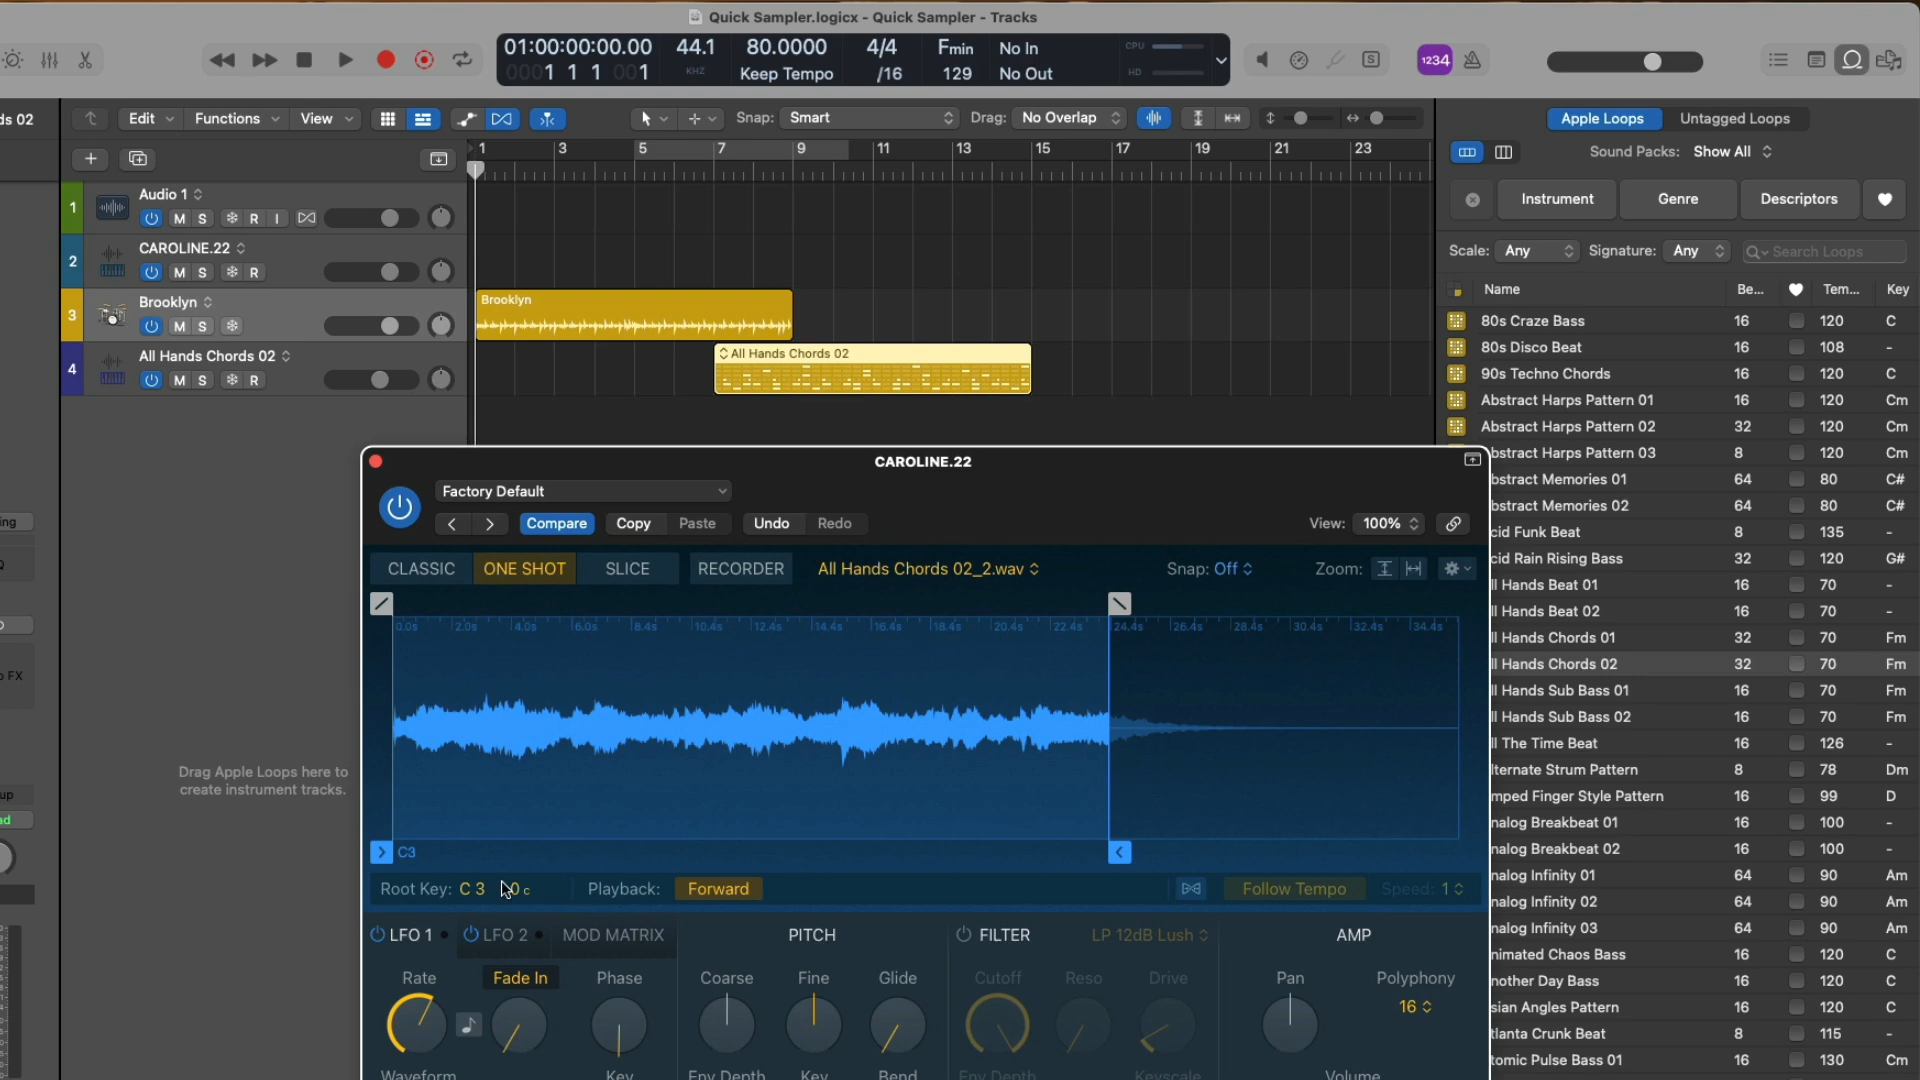 Quick Sampler.logicx - Quick Sampler - Tracks
01:00:00:00.00 44.1 80.0000 4/4 Fmin No In CPU
0001 1 1 001 KHZ Keep Tempo /16 129 No Out HD
1234
ds 02 Edit Functions View Snap: Smart Drag: No Overlap
Apple Loops Untagged Loops
1 3 5 7 9 11 13 15 17 19 21 23
Sound Packs: Show All
1 Audio 1
M S R I
Instrument Genre Descriptors
2 CAROLINE.22
M S R
Scale: Any Signature: Any Search Loops
3 Brooklyn
M S
Brooklyn
4 All Hands Chords 02
M S R
All Hands Chords 02
Name Be... Tem... Key
80s Craze Bass 16 120 C
80s Disco Beat 16 108 -
90s Techno Chords 16 120 C
Abstract Harps Pattern 01 16 120 Cm
Abstract Harps Pattern 02 32 120 Cm
bstract Harps Pattern 03 8 120 Cm
bstract Memories 01 64 80 C#
bstract Memories 02 64 80 C#
cid Funk Beat 8 135 -
cid Rain Rising Bass 32 120 G#
ll Hands Beat 01 16 70 -
ll Hands Beat 02 16 70 -
ll Hands Chords 01 32 70 Fm
ll Hands Chords 02 32 70 Fm
ll Hands Sub Bass 01 16 70 Fm
ll Hands Sub Bass 02 16 70 Fm
ll The Time Beat 16 126 -
lternate Strum Pattern 8 78 Dm
mped Finger Style Pattern 16 99 D
nalog Breakbeat 01 16 100 -
nalog Breakbeat 02 16 100 -
nalog Infinity 01 64 90 Am
nalog Infinity 02 64 90 Am
nalog Infinity 03 64 90 Am
nimated Chaos Bass 16 120 C
nother Day Bass 16 120 C
sian Angles Pattern 16 120 C
tlanta Crunk Beat 8 115 -
tomic Pulse Bass 01 16 130 Cm
Drag Apple Loops here to
create instrument tracks.
ing
Q
FX
up
ad
CAROLINE.22
Factory Default
Compare Copy Paste Undo Redo View: 100%
CLASSIC ONE SHOT SLICE RECORDER All Hands Chords 02_2.wav Snap: Off Zoom:
0.0s 2.0s 4.0s 6.0s 8.4s 10.4s 12.4s 14.4s 16.4s 18.4s 20.4s 22.4s 24.4s 26.4s 28.4s 30.4s 32.4s 34.4s
C3
Root Key: C 3 0 c Playback: Forward Follow Tempo Speed: 1
LFO 1 LFO 2 MOD MATRIX PITCH FILTER LP 12dB Lush AMP
Rate Fade In Phase Coarse Fine Glide Cutoff Reso Drive Pan Polyphony
16
Waveform Key Env Depth Key Bend Env Depth Keyscale Volume